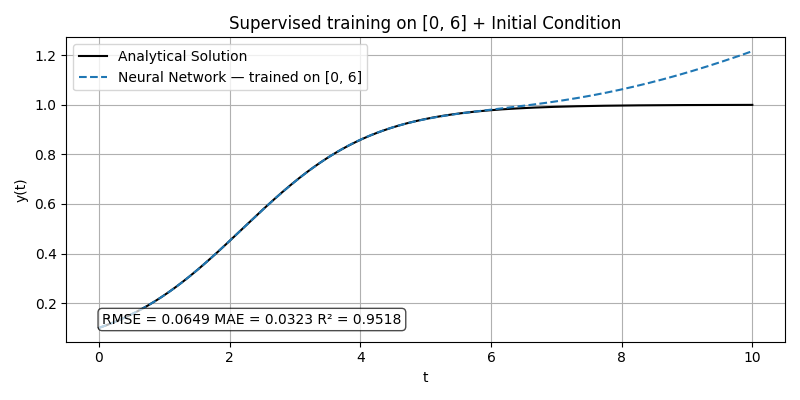 Supervised training on [0, 6] + Initial Condition
Analytical Solution
Neural Network — trained on [0, 6]
y(t)
1.2
1.0
0.8
0.6
0.4
0.2
RMSE = 0.0649 MAE = 0.0323 R² = 0.9518
0 2 4 6 8 10
t